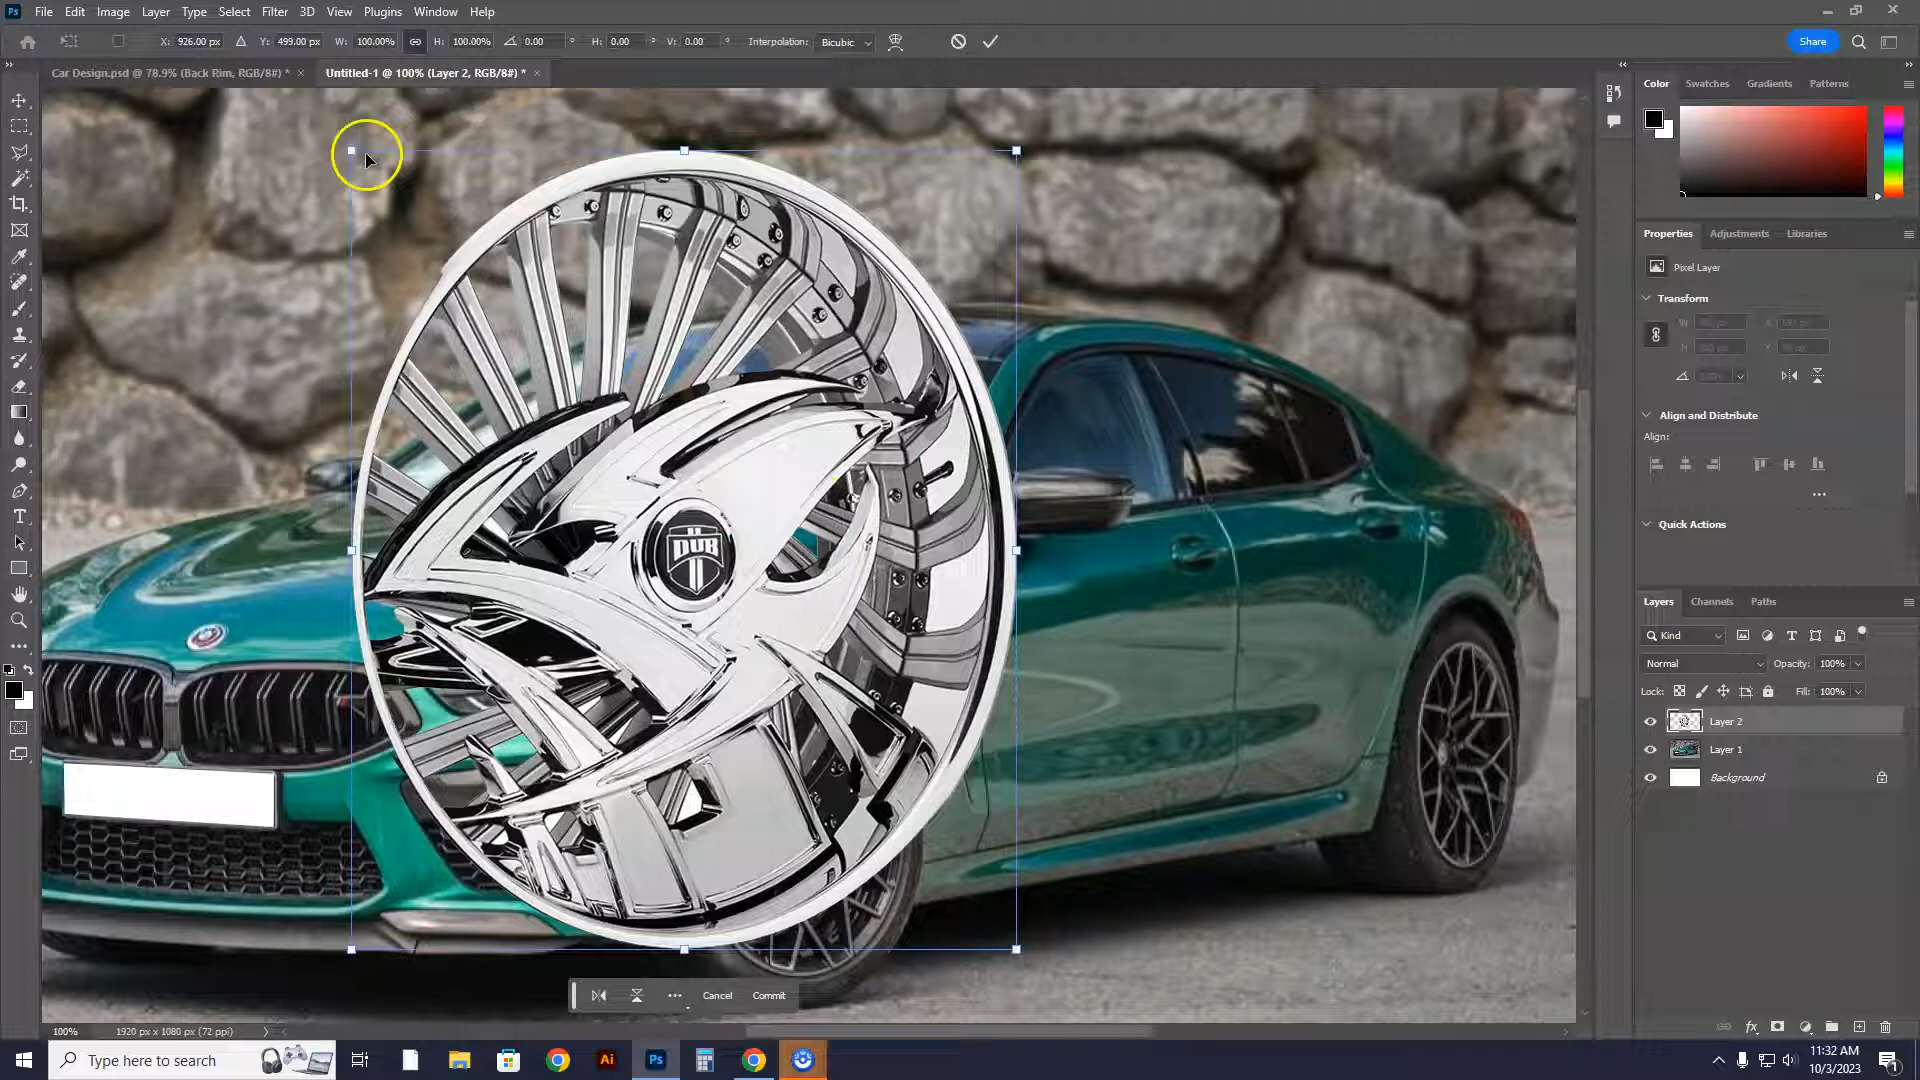 Ps File Edit Image Layer Type Select Filter 3D View Plugins Window Help
X: 926.00 px Y: 499.00 px W: 100.00% H: 100.00% 0.00 ° H: 0.00 ° V: 0.00 ° Interpolation: Bicubic Share
Car Design.psd @ 78.9% (Back Rim, RGB/8#) * × Untitled-1 @ 100% (Layer 2, RGB/8#) * ×
Color Swatches Gradients Patterns
Properties Adjustments Libraries
Pixel Layer
Transform
W X
H Y
Align and Distribute
Align:
Quick Actions
DUB
Layers Channels Paths
Kind
Normal Opacity: 100%
Lock: Fill: 100%
Layer 2
Layer 1
Background
Cancel Commit
100% 1920 px x 1080 px (72 ppi)
Type here to search
Ai Ps
11:32 AM
10/3/2023
1